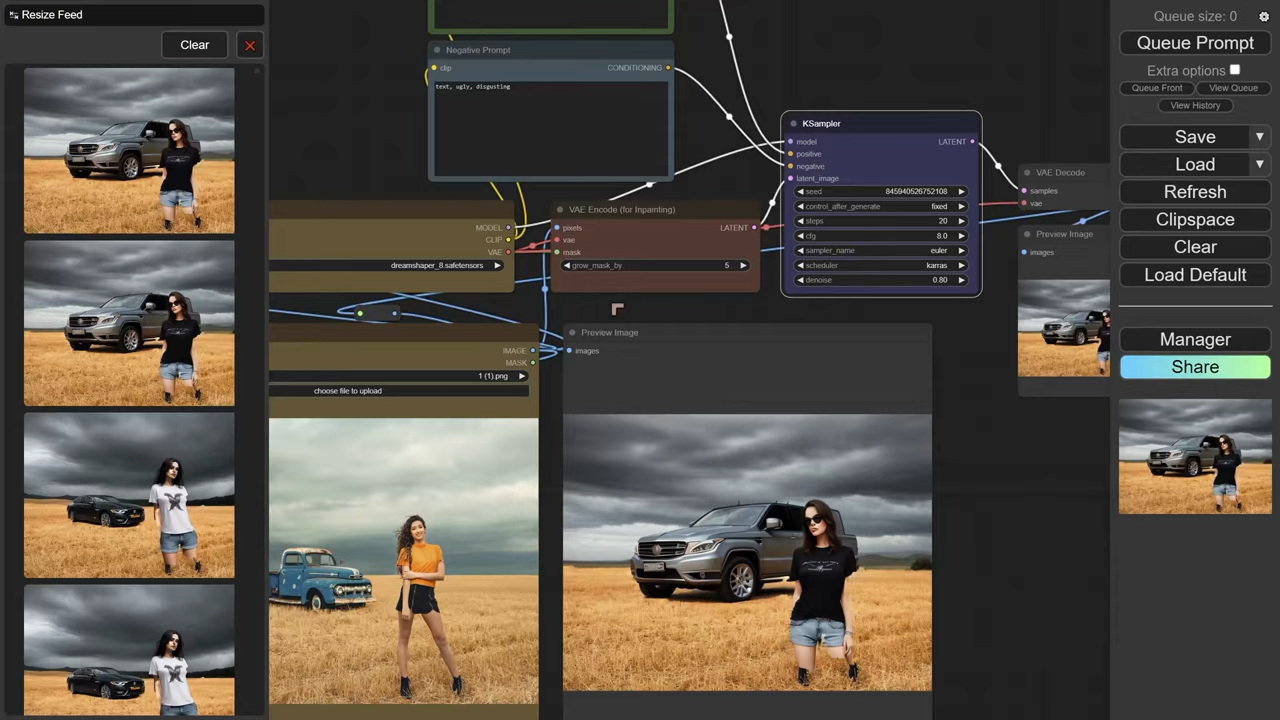 Resize Feed
Clear
Negative Prompt
clip
CONDITIONING
text, ugly, disgusting
MODEL
CLIP
VAE
dreamshaper_8.safetensors
VAE Encode (for Inpainting)
pixels
LATENT
vae
mask
grow_mask_by
5
KSampler
model
LATENT
positive
negative
latent_image
seed
845940526752108
control_after_generate
fixed
steps
20
cfg
8.0
sampler_name
euler
scheduler
karras
denoise
0.80
VAE Decode
samples
vae
Preview Image
images
IMAGE
MASK
1 (1).png
choose file to upload
Preview Image
images
Queue size: 0
Queue Prompt
Extra options
Queue Front
View Queue
View History
Save
Load
Refresh
Clipspace
Clear
Load Default
Manager
Share